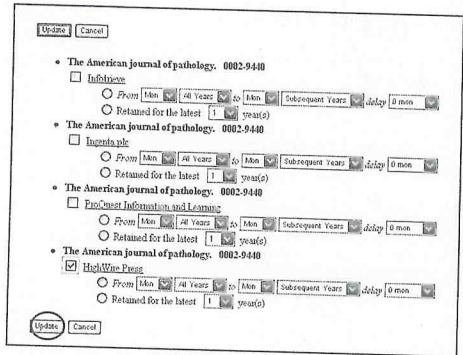 Update Cancel
• The American journal of pathology. 0002-9440
Infotrieve
From Mon All Years to Mon Subsequent Years delay 0 mon
Retained for the latest 1 year(s)
• The American journal of pathology. 0002-9440
Ingenta plc
From Mon All Years to Mon Subsequent Years delay 0 mon
Retained for the latest 1 year(s)
• The American journal of pathology. 0002-9440
ProQuest Information and Learning
From Mon All Years to Mon Subsequent Years delay 0 mon
Retained for the latest 1 year(s)
• The American journal of pathology. 0002-9440
HighWire Press
From Mon All Years to Mon Subsequent Years delay 0 mon
Retained for the latest 1 year(s)
Update Cancel